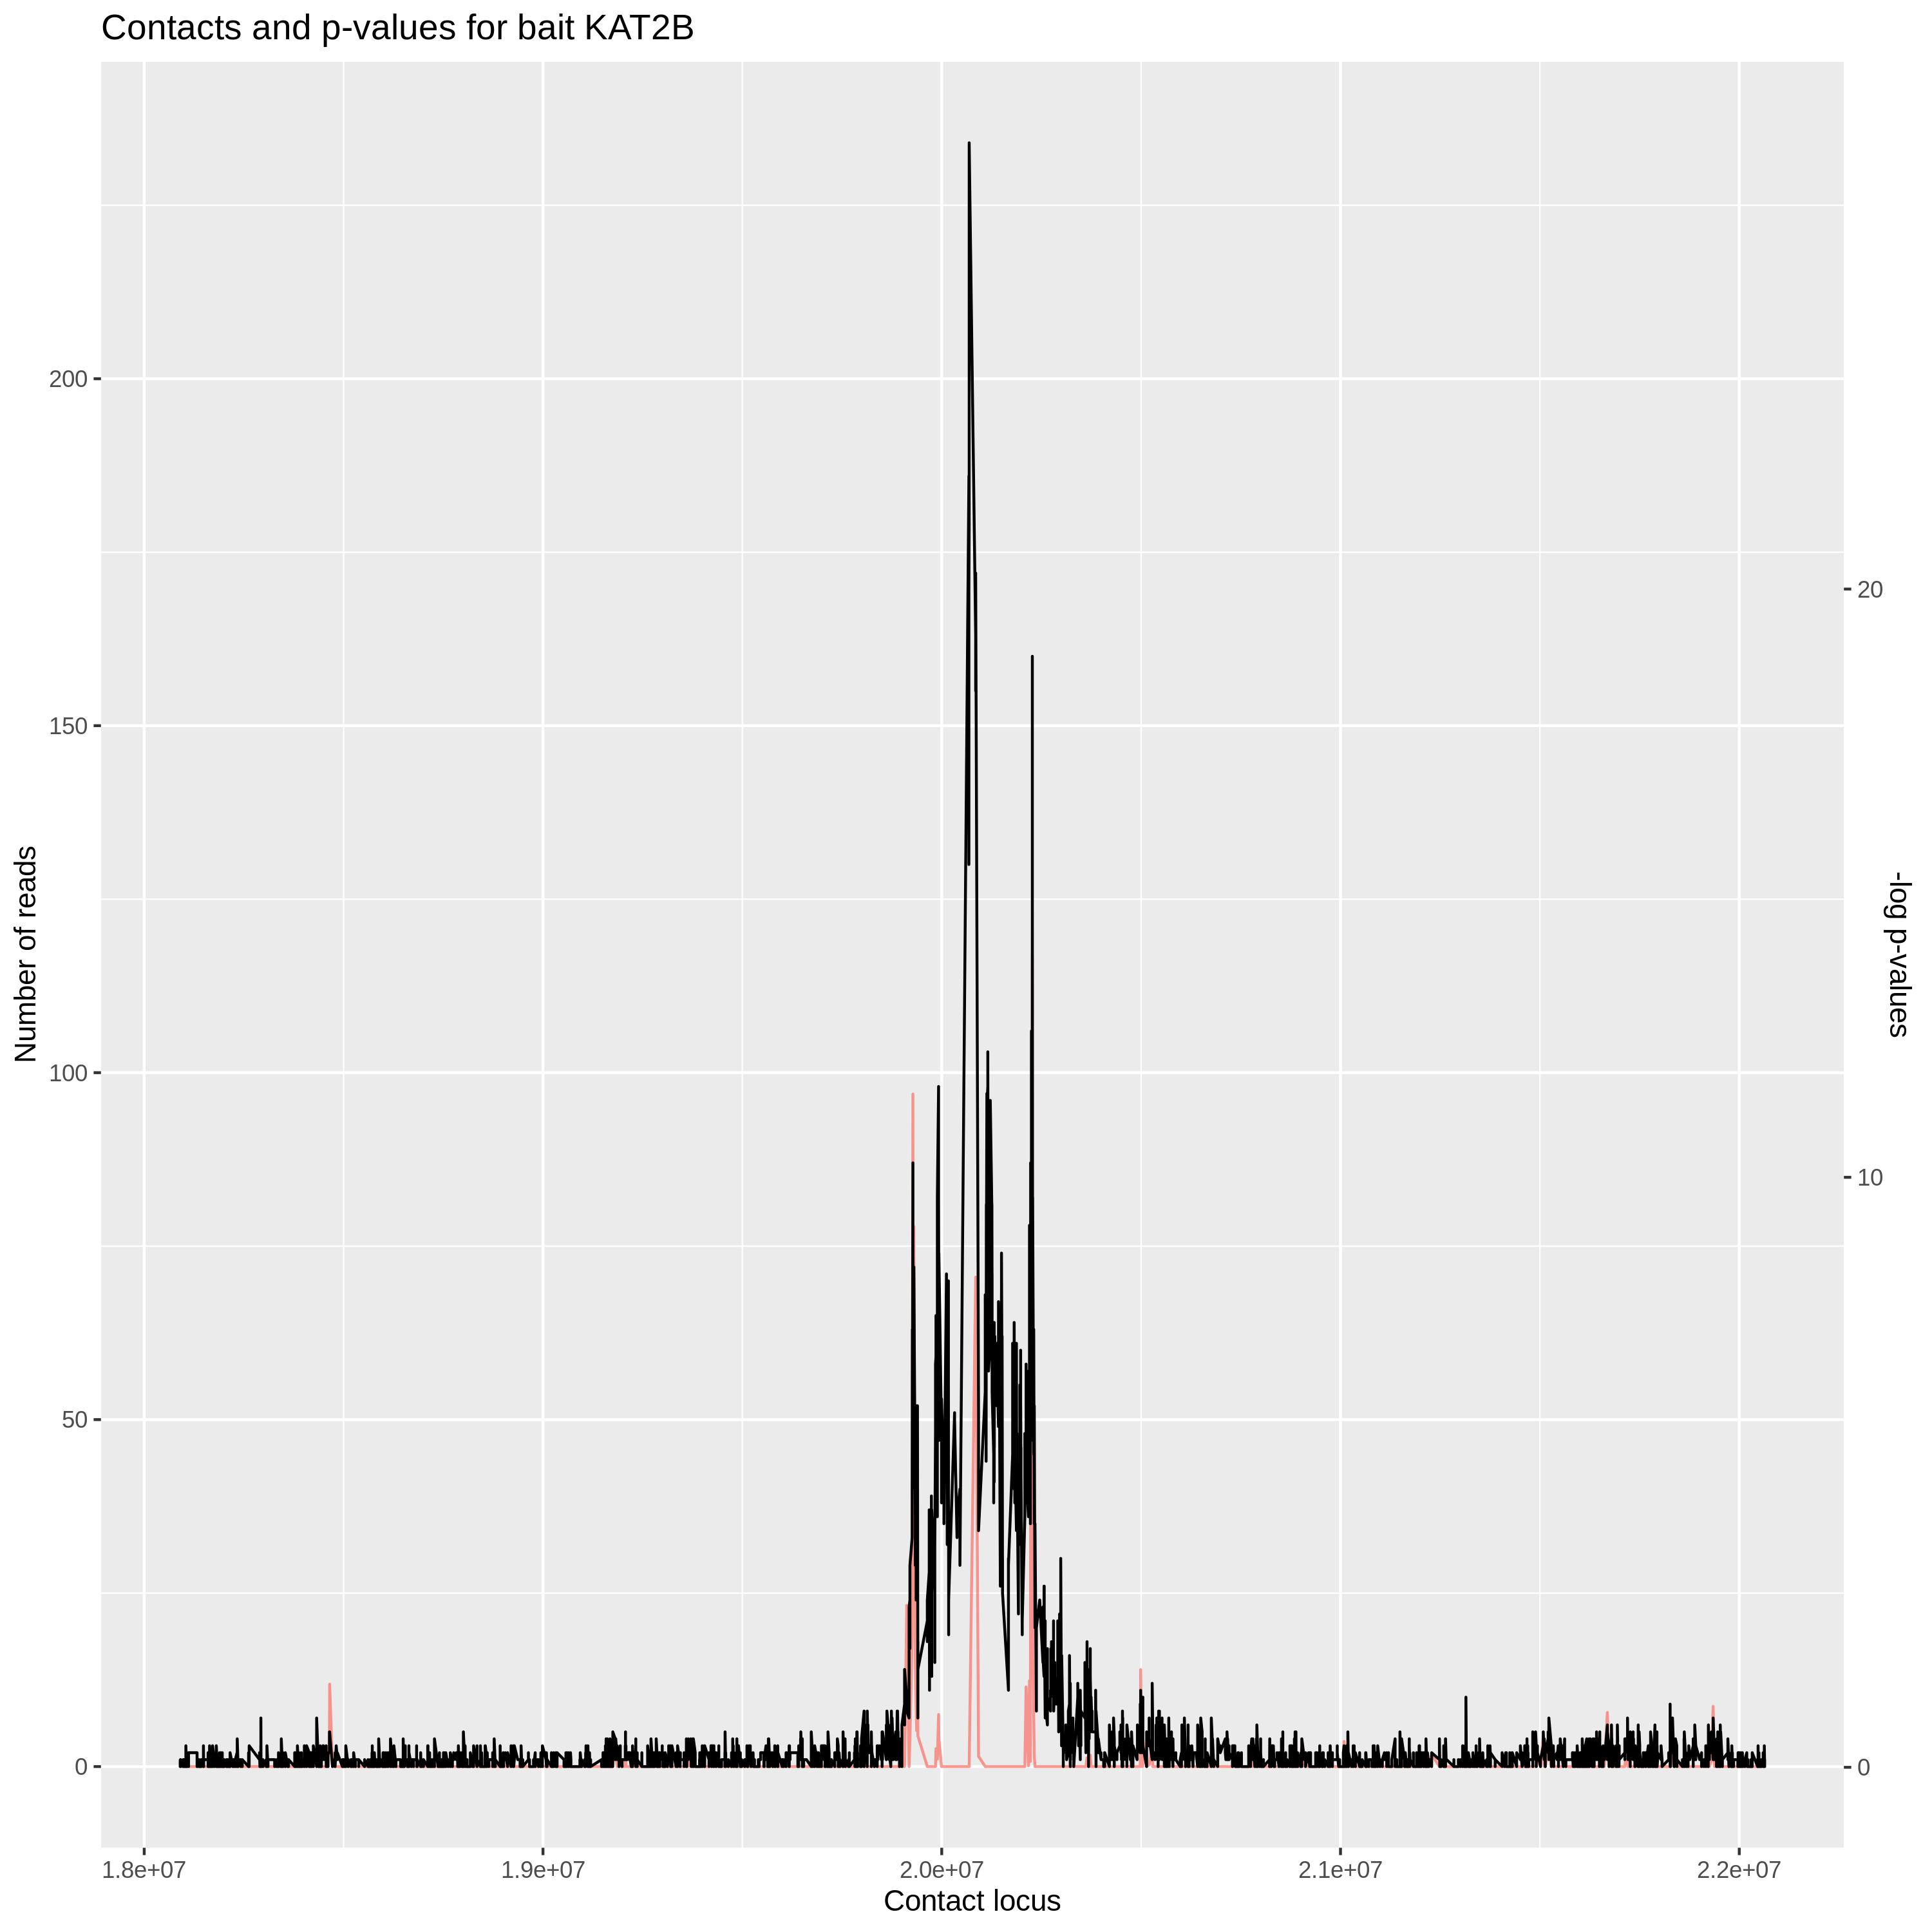 Contacts and p-values for bait KAT2B
Number of reads
200
150
100
50
0
20
10
0
-log p-values
1.8e+07
1.9e+07
2.0e+07
2.1e+07
2.2e+07
Contact locus